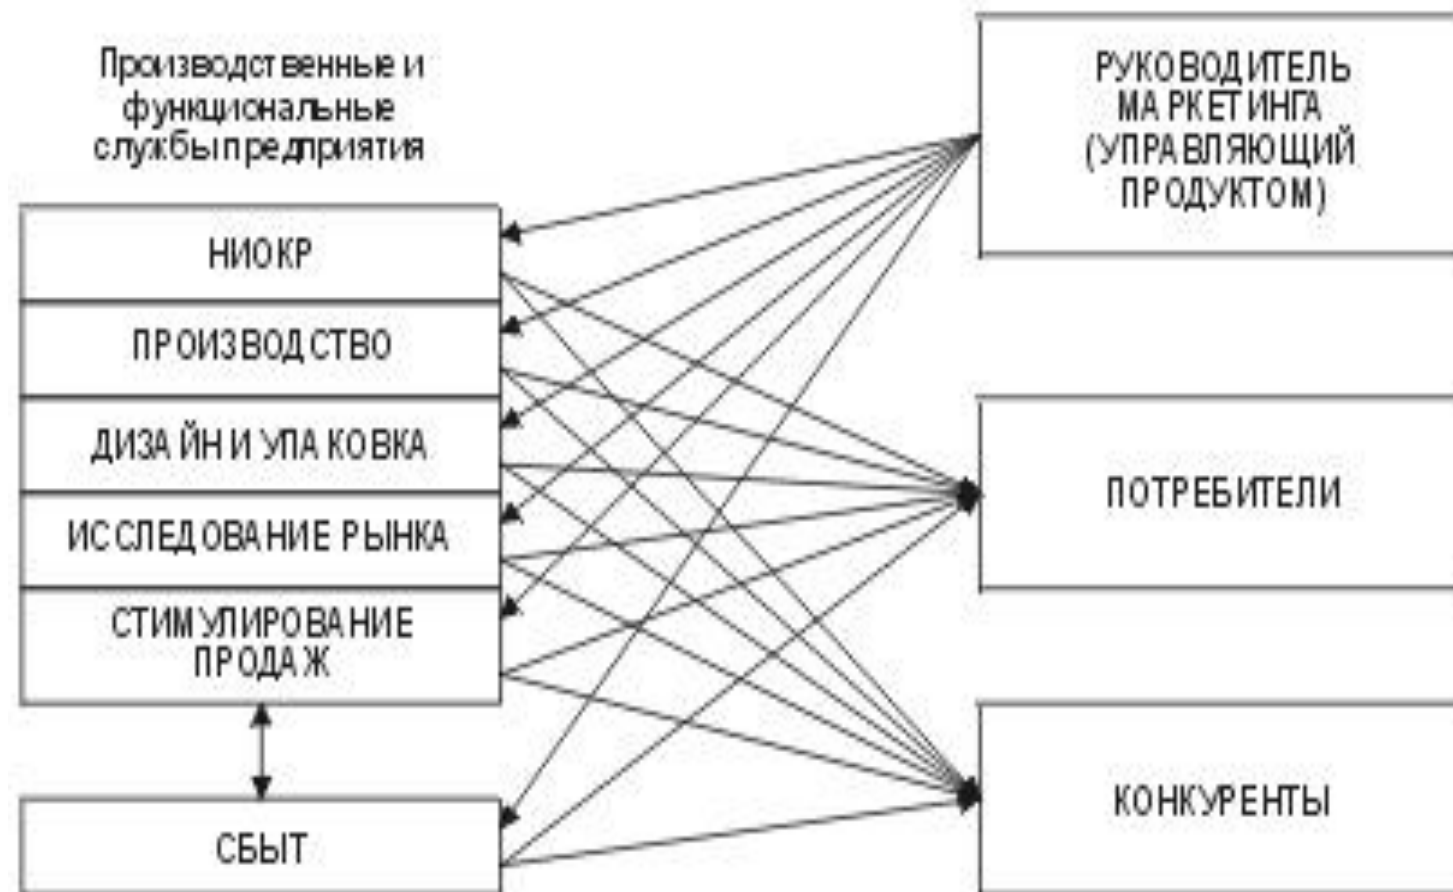 Производственные и
функциональные
службы предприятия
НИОКР
ПРОИЗВОДСТВО
ДИЗАЙН И УПАКОВКА
ИССЛЕДОВАНИЕ РЫНКА
СТИМУЛИРОВАНИЕ
ПРОДАЖ
СБЫТ
РУКОВОДИТЕЛЬ
МАРКЕТИНГА
(УПРАВЛЯЮЩИЙ
ПРОДУКТОМ)
ПОТРЕБИТЕЛИ
КОНКУРЕНТЫ